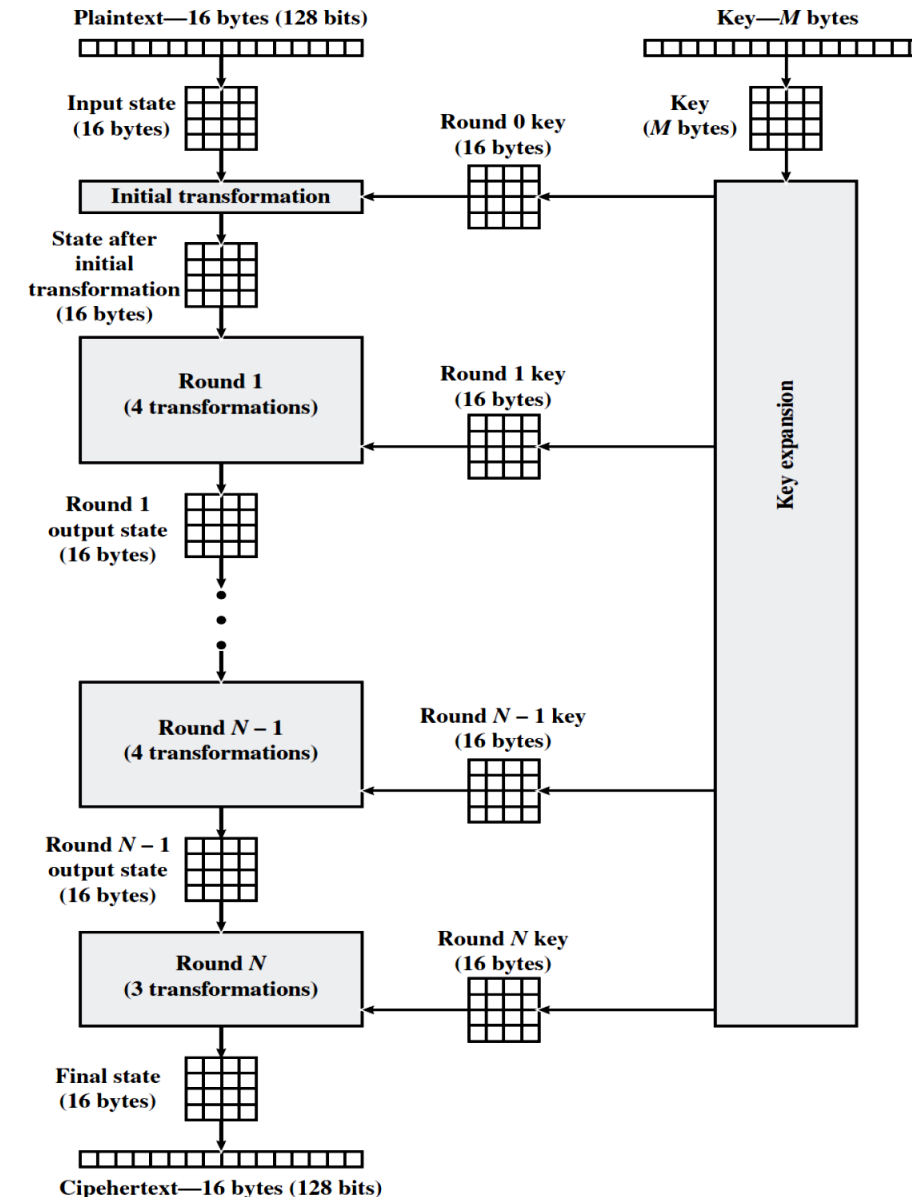 Plaintext—16 bytes (128 bits)
Key—M bytes
Input state
(16 bytes)
Key
(M bytes)
Round 0 key
(16 bytes)
Initial transformation
State after
initial
transformation
(16 bytes)
Round 1
(4 transformations)
Round 1 key
(16 bytes)
Key expansion
Round 1
output state
(16 bytes)
Round N – 1
(4 transformations)
Round N – 1 key
(16 bytes)
Round N – 1
output state
(16 bytes)
Round N
(3 transformations)
Round N key
(16 bytes)
Final state
(16 bytes)
Cipehertext—16 bytes (128 bits)